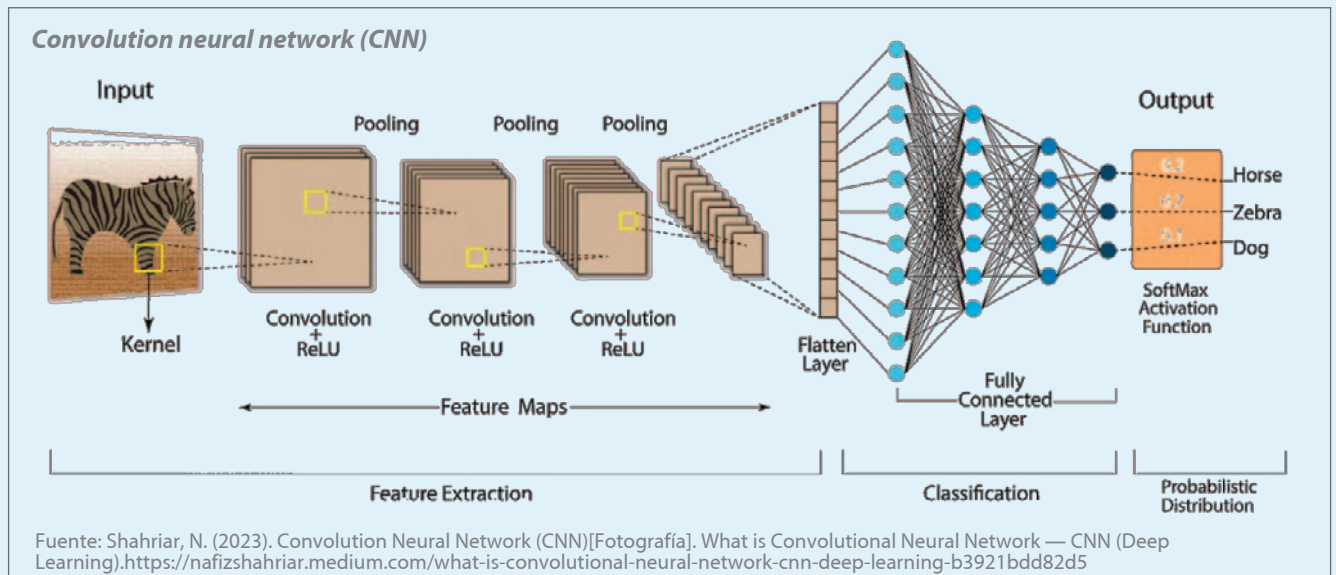 Convolution neural network (CNN)
Input
Output
Pooling
Pooling
Pooling
Horse
Zebra
Dog
Kernel
Convolution
+
ReLU
Convolution
+
ReLU
Convolution
+
ReLU
Flatten
Layer
SoftMax
Activation
Function
Fully
Connected
Layer
Feature Maps
Feature Extraction
Classification
Probabilistic
Distribution
Fuente: Shahriar, N. (2023). Convolution Neural Network (CNN)[Fotografía]. What is Convolutional Neural Network — CNN (Deep
Learning).https://nafizshahriar.medium.com/what-is-convolutional-neural-network-cnn-deep-learning-b3921bdd82d5